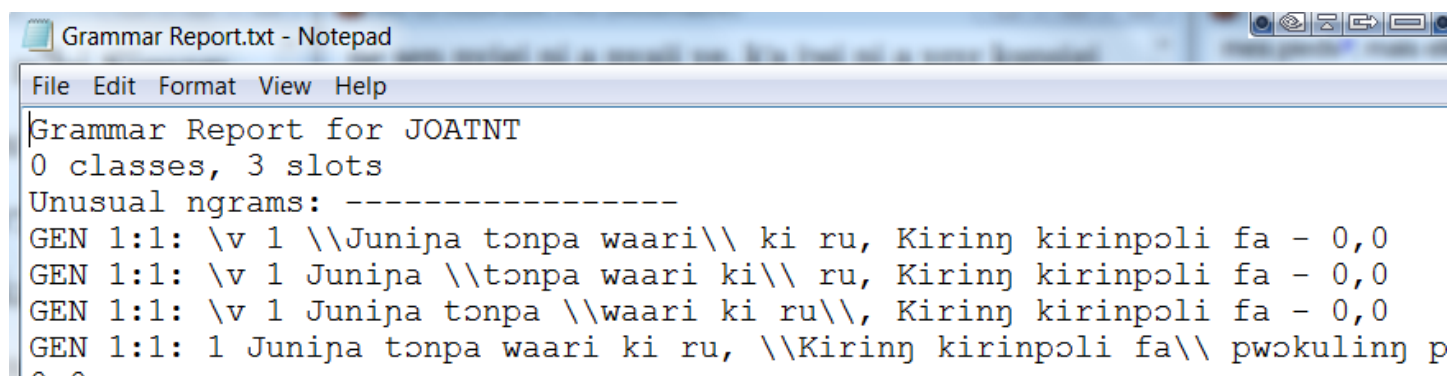 Grammar Report.txt - Notepad
File Edit Format View Help
Grammar Report for JOATNT
0 classes, 3 slots
Unusual ngrams: -----------------
GEN 1:1: \v 1 \\Juniɲa tɔnpa waari\\ ki ru, Kirinŋ kirinpɔli fa - 0,0
GEN 1:1: \v 1 Juniɲa \\tɔnpa waari ki\\ ru, Kirinŋ kirinpɔli fa - 0,0
GEN 1:1: \v 1 Juniɲa tɔnpa \\waari ki ru\\, Kirinŋ kirinpɔli fa - 0,0
GEN 1:1: 1 Juniɲa tɔnpa waari ki ru, \\Kirinŋ kirinpɔli fa\\ pwɔkulinŋ p